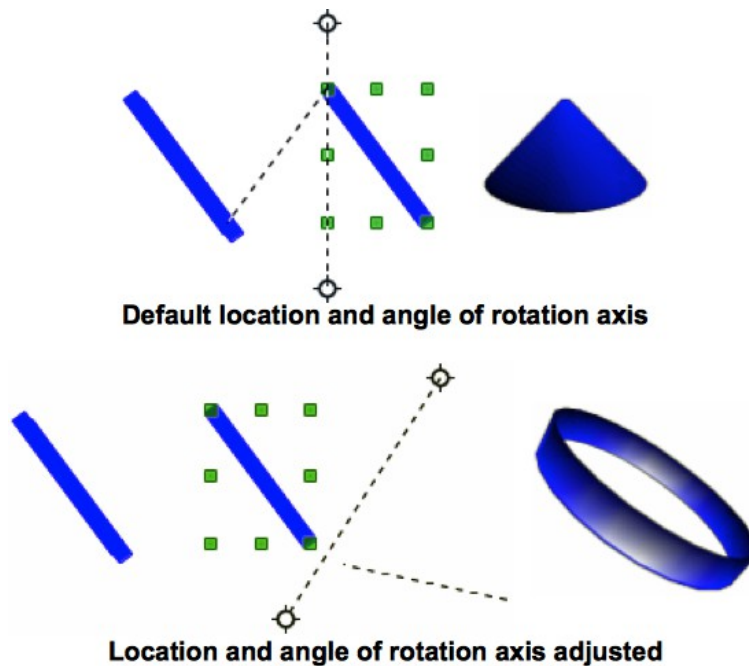 Default location and angle of rotation axis
Location and angle of rotation axis adjusted